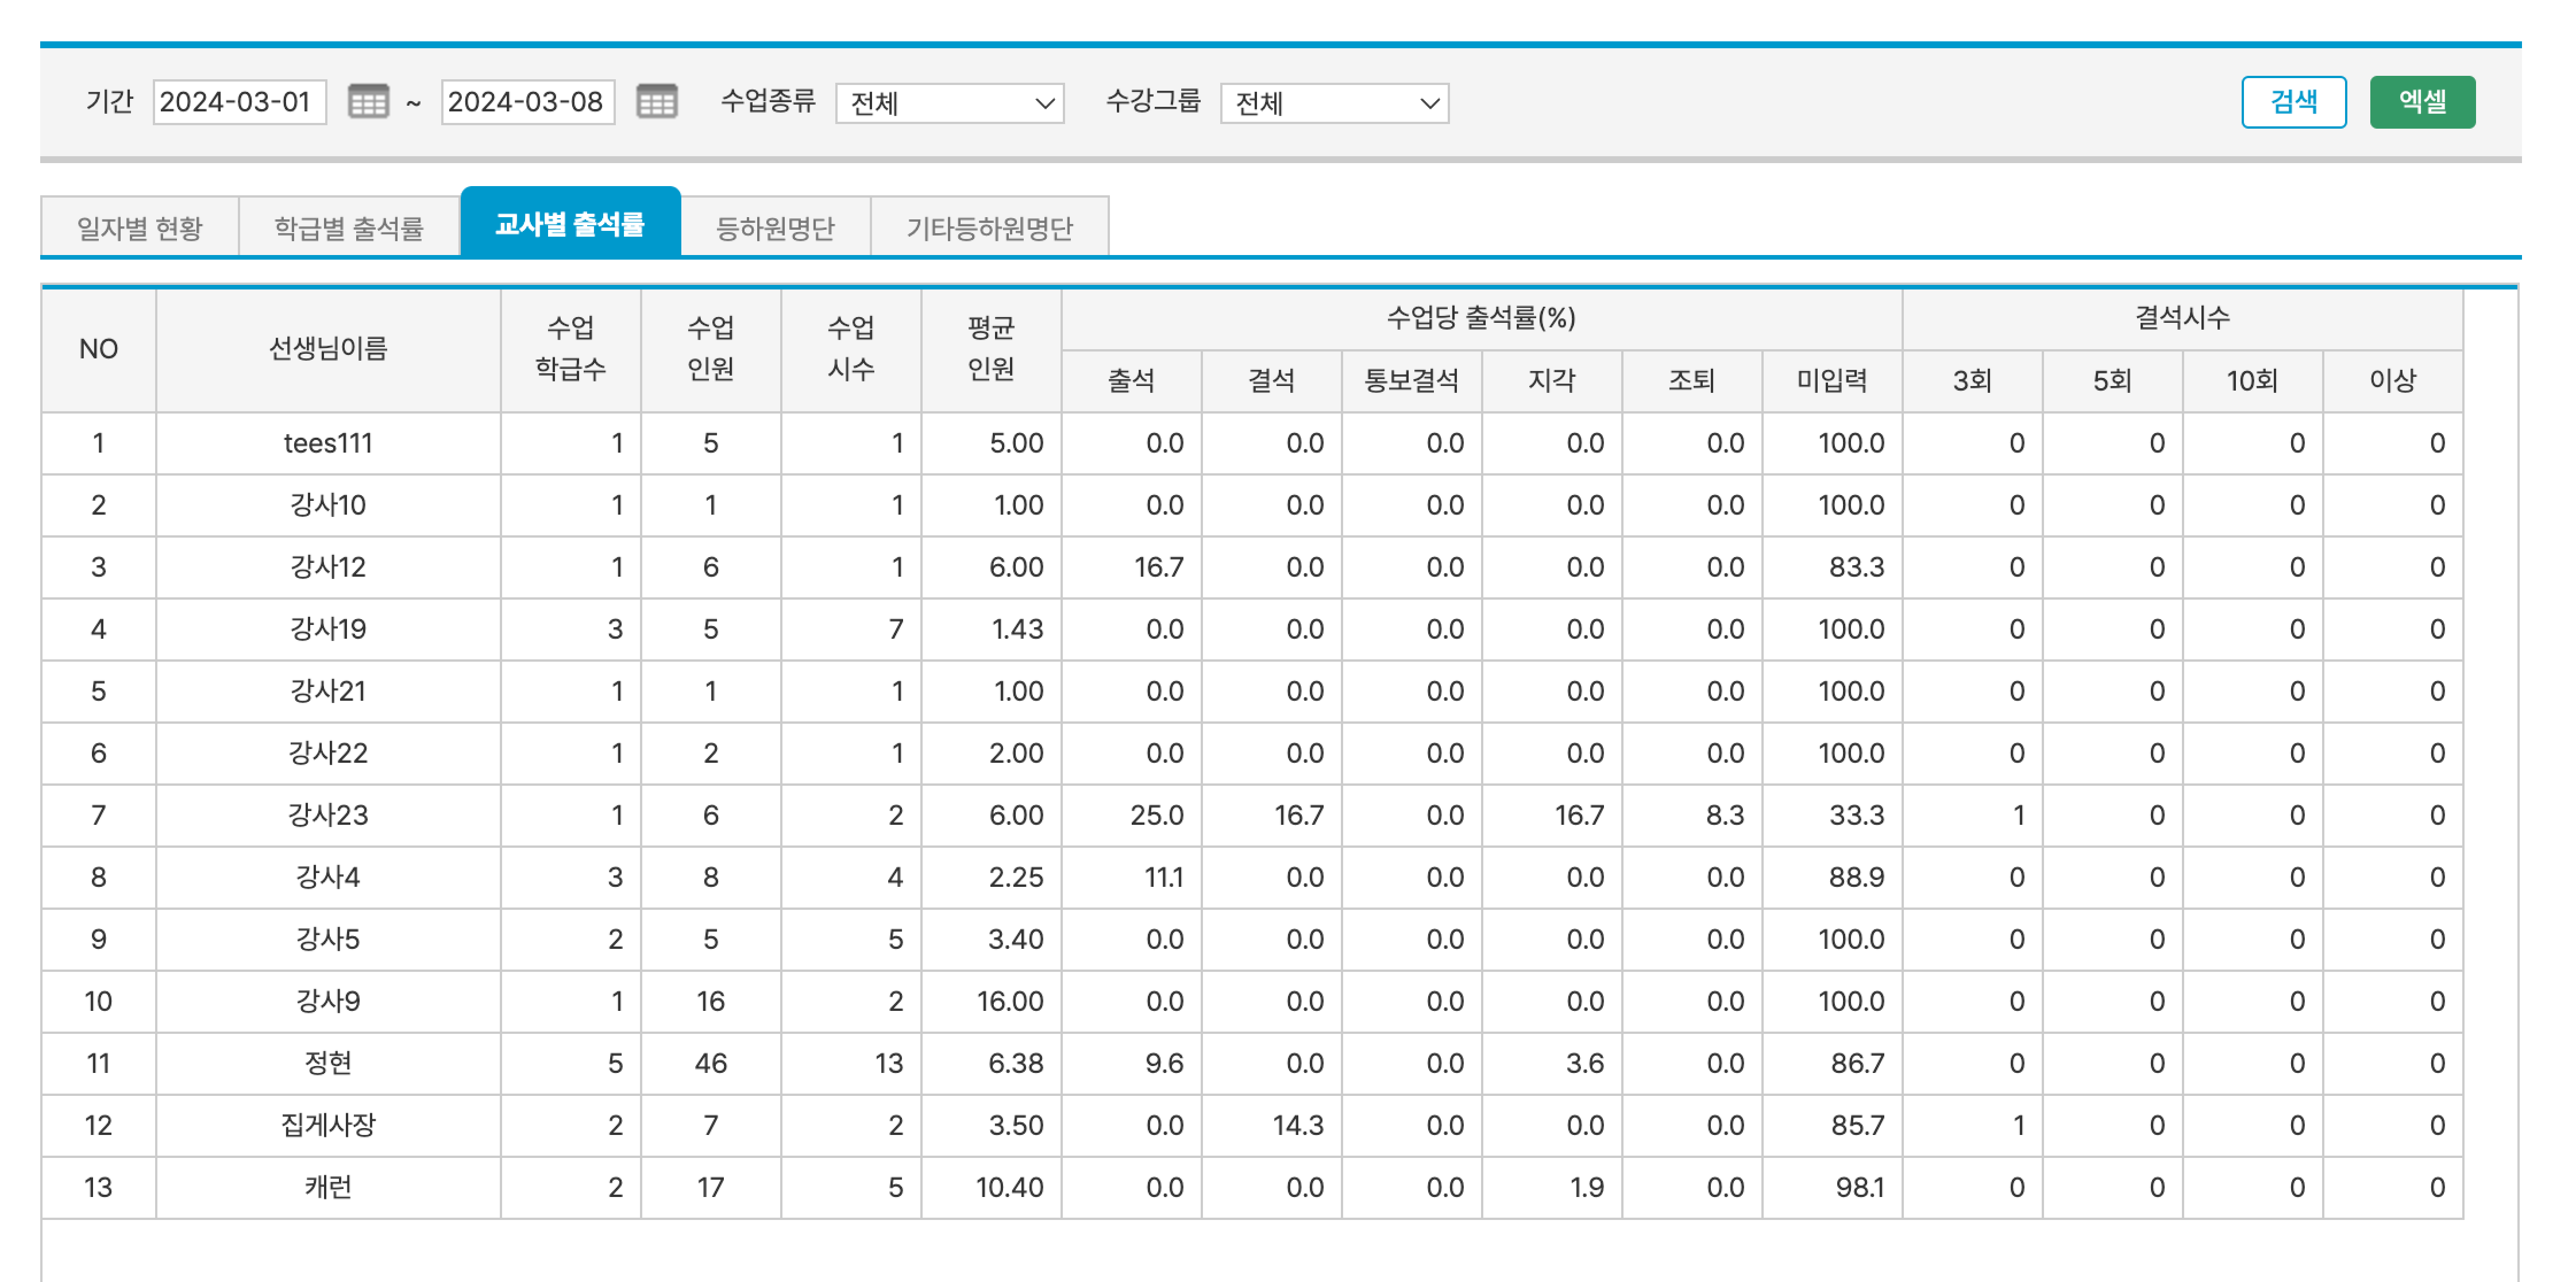 기간 2024-03-01 ~ 2024-03-08 수업종류 전체 수강그룹 전체 검색 엑셀
일자별 현황 학급별 출석률 교사별 출석률 등하원명단 기타등하원명단
NO 선생님이름 수업 학급수 수업 인원 수업 시수 평균 인원 수업당 출석률(%) 결석시수
출석 결석 통보결석 지각 조퇴 미입력 3회 5회 10회 이상
1 tees111 1 5 1 5.00 0.0 0.0 0.0 0.0 0.0 100.0 0 0 0 0
2 강사10 1 1 1 1.00 0.0 0.0 0.0 0.0 0.0 100.0 0 0 0 0
3 강사12 1 6 1 6.00 16.7 0.0 0.0 0.0 0.0 83.3 0 0 0 0
4 강사19 3 5 7 1.43 0.0 0.0 0.0 0.0 0.0 100.0 0 0 0 0
5 강사21 1 1 1 1.00 0.0 0.0 0.0 0.0 0.0 100.0 0 0 0 0
6 강사22 1 2 1 2.00 0.0 0.0 0.0 0.0 0.0 100.0 0 0 0 0
7 강사23 1 6 2 6.00 25.0 16.7 0.0 16.7 8.3 33.3 1 0 0 0
8 강사4 3 8 4 2.25 11.1 0.0 0.0 0.0 0.0 88.9 0 0 0 0
9 강사5 2 5 5 3.40 0.0 0.0 0.0 0.0 0.0 100.0 0 0 0 0
10 강사9 1 16 2 16.00 0.0 0.0 0.0 0.0 0.0 100.0 0 0 0 0
11 정현 5 46 13 6.38 9.6 0.0 0.0 3.6 0.0 86.7 0 0 0 0
12 집게사장 2 7 2 3.50 0.0 14.3 0.0 0.0 0.0 85.7 1 0 0 0
13 캐런 2 17 5 10.40 0.0 0.0 0.0 1.9 0.0 98.1 0 0 0 0